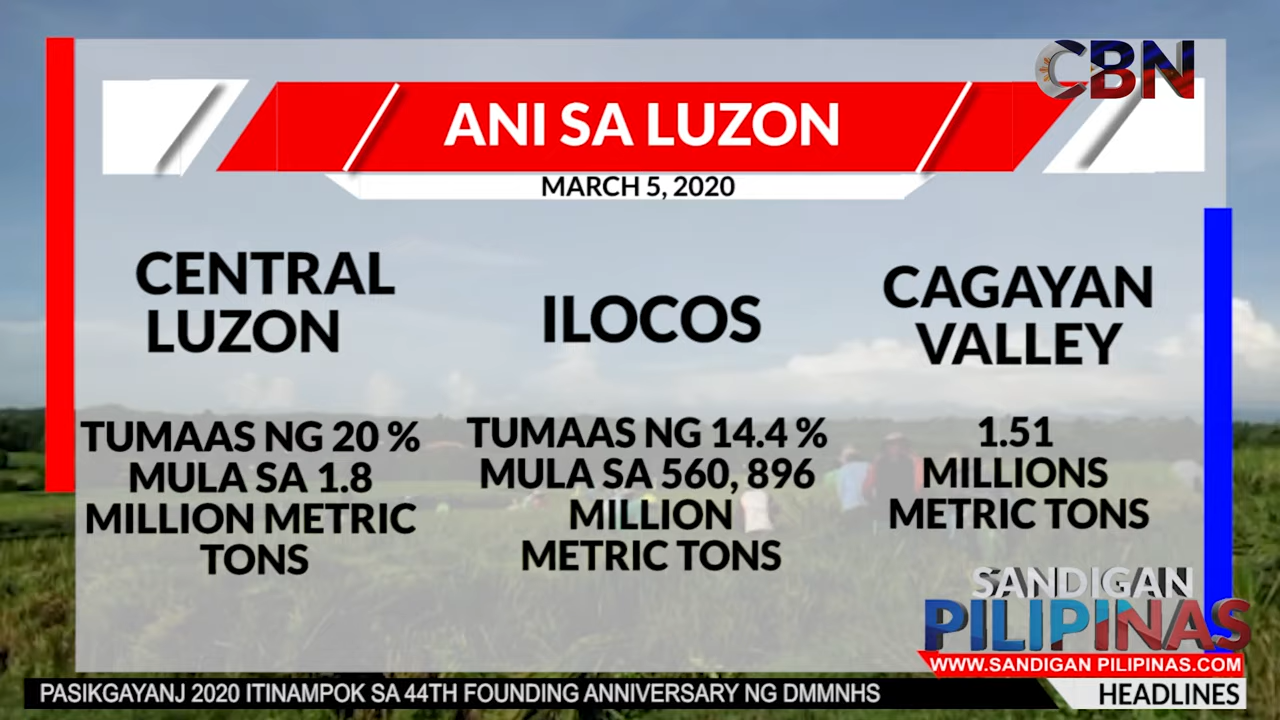 CBN
ANI SA LUZON
MARCH 5, 2020
CENTRAL
LUZON
TUMAAS NG 20 %
MULA SA 1.8
MILLION METRIC
TONS
ILOCOS
TUMAAS NG 14.4 %
MULA SA 560, 896
MILLION
METRIC TONS
CAGAYAN
VALLEY
1.51
MILLIONS
METRIC TONS
SANDIGAN
PILIPINAS
WWW.SANDIGAN PILIPINAS.COM
PASIKGAYANJ 2020 ITINAMPOK SA 44TH FOUNDING ANNIVERSARY NG DMMNHS
HEADLINES